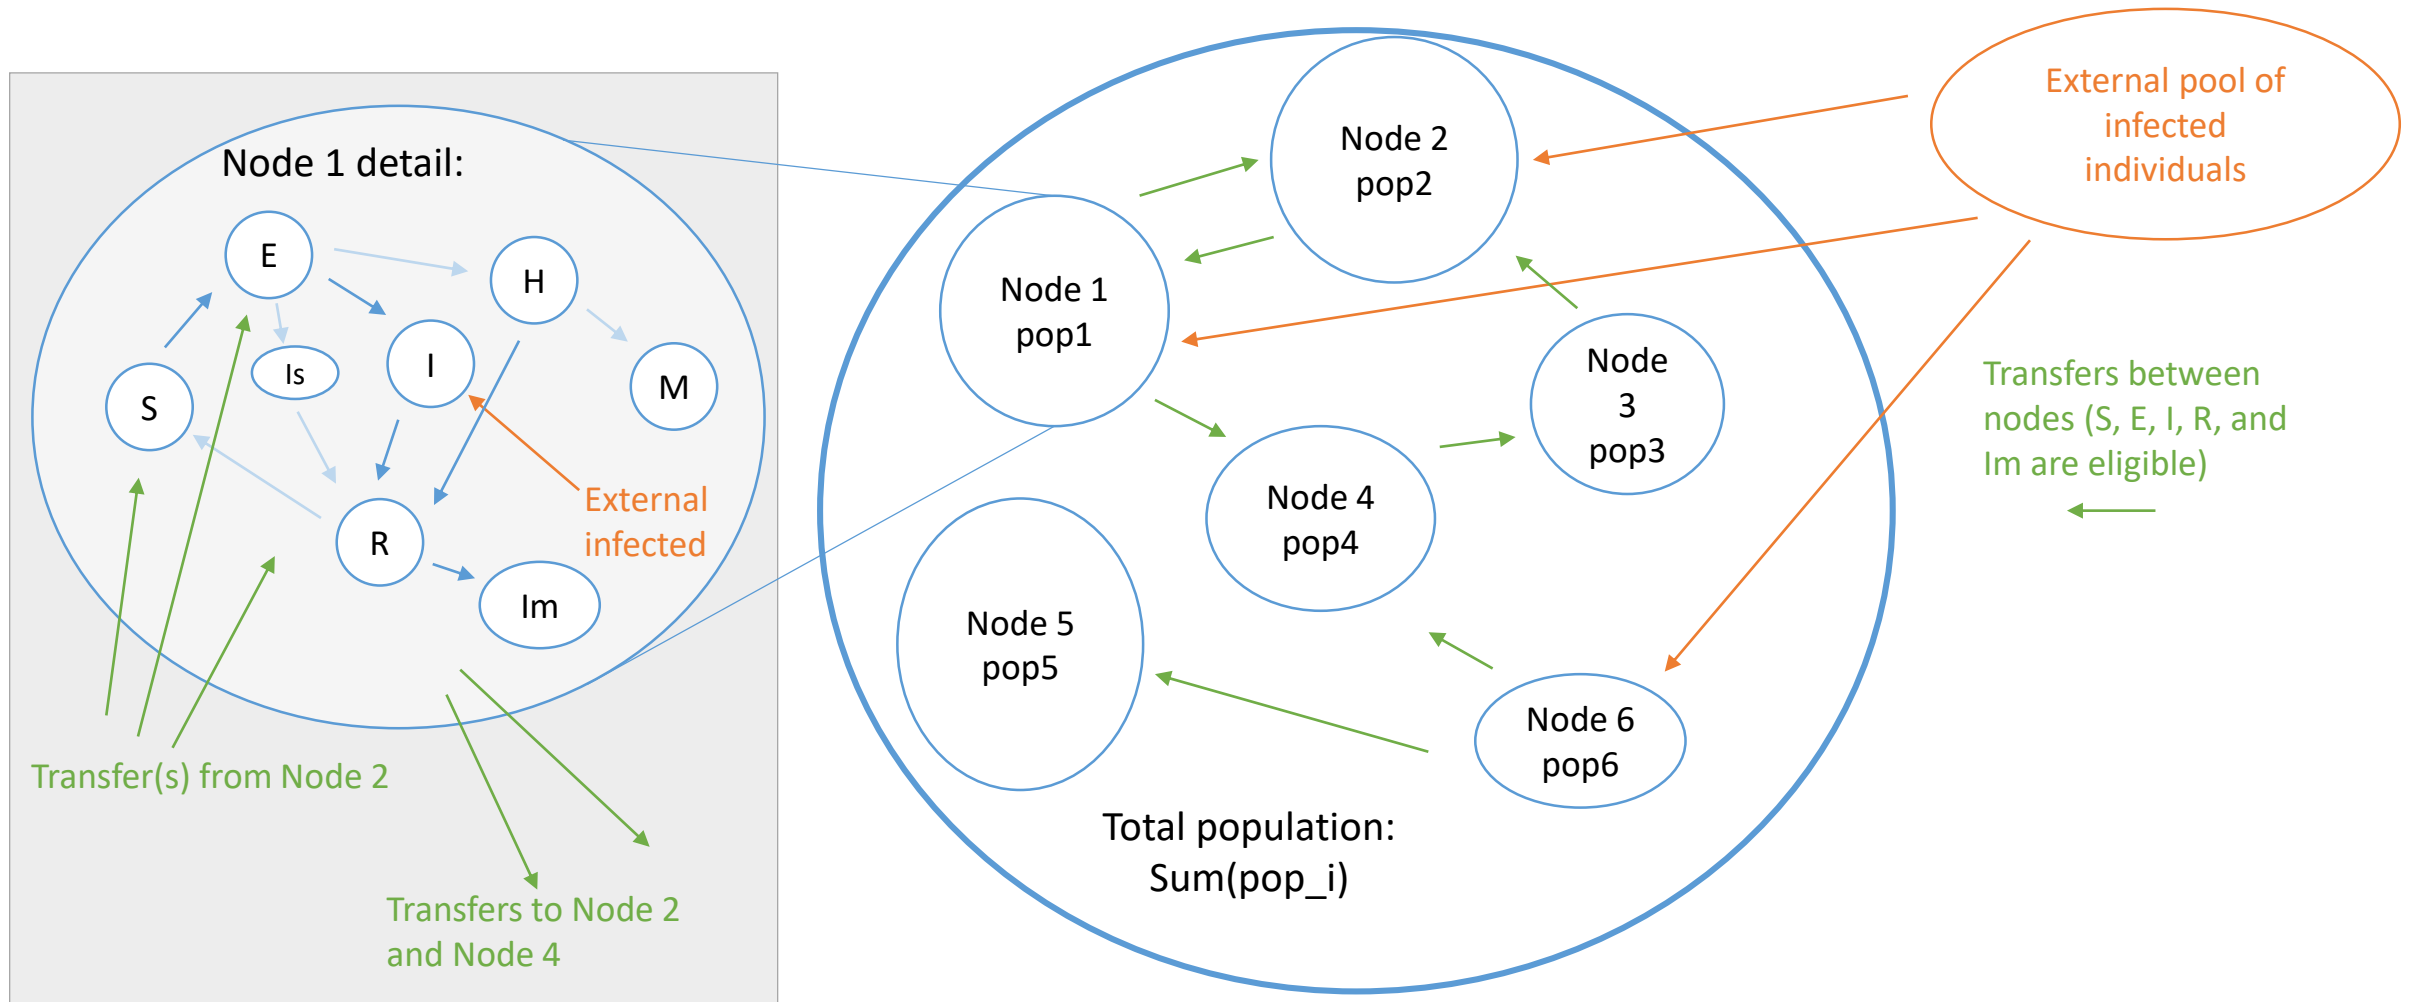 Node 1 detail:
E
H
Is
I
S
M
R
Im
External
infected
Transfer(s) from Node 2
Transfers to Node 2
and Node 4
Node 2
pop2
Node 1
pop1
Node
3
pop3
Node 4
pop4
Node 5
pop5
Node 6
pop6
Total population:
Sum(pop_i)
External pool of
infected
individuals
Transfers between
nodes (S, E, I, R, and
Im are eligible)